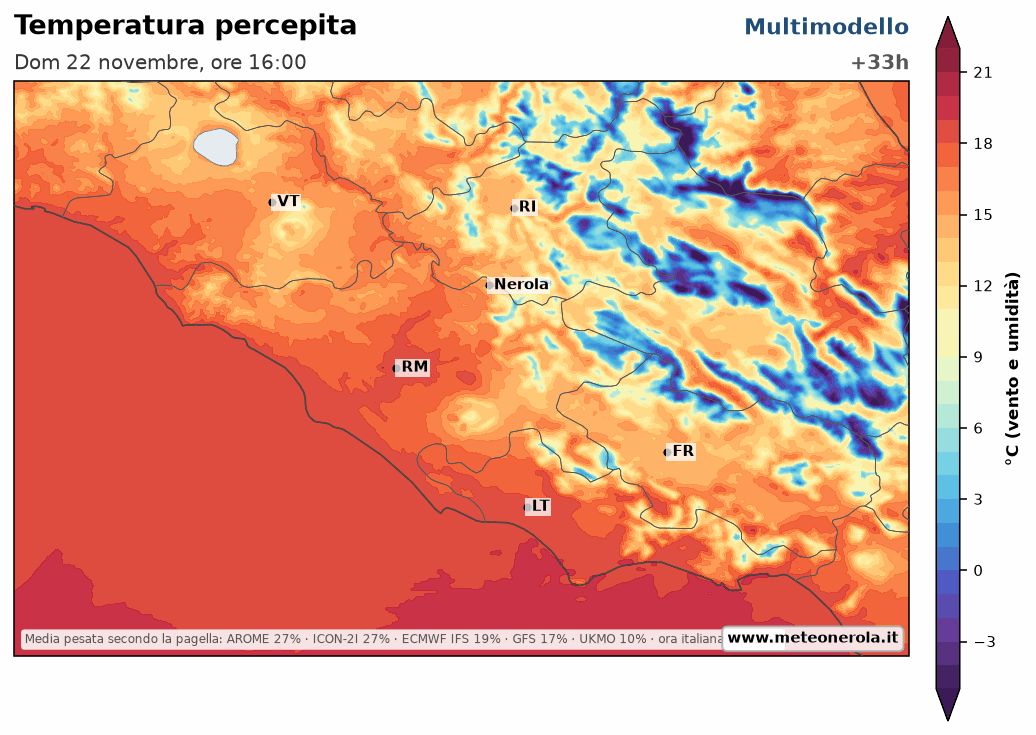 Temperatura percepita
Multimodello
Dom 22 novembre, ore 16:00
+33h
VT
RI
Nerola
RM
FR
LT
Media pesata secondo la pagella: AROME 27% · ICON-2I 27% · ECMWF IFS 19% · GFS 17% · UKMO 10% · ora italiana
www.meteonerola.it
21
18
15
12
9
6
3
0
−3
°C (vento e umidità)